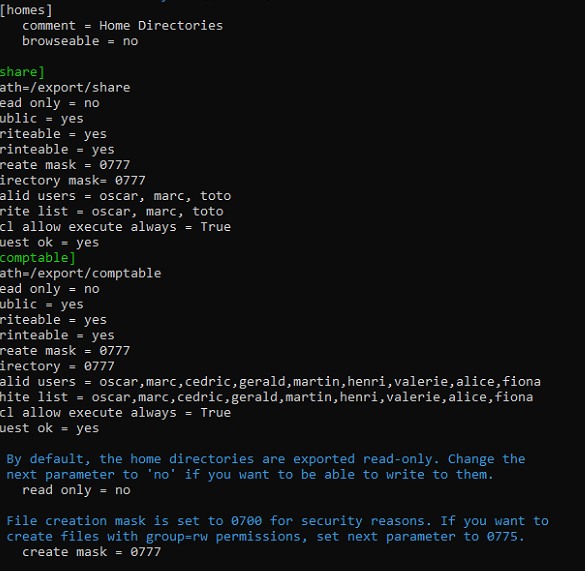 [homes]
comment = Home Directories
browseable = no
share]
ath=/export/share
ead only = no
ublic = yes
riteable = yes
rinteable = yes
reate mask = 0777
irectory mask= 0777
alid users = oscar, marc, toto
rite list = oscar, marc, toto
cl allow execute always = True
uest ok = yes
comptable]
ath=/export/comptable
ead only = no
ublic = yes
riteable = yes
rinteable = yes
reate mask = 0777
irectory = 0777
alid users = oscar,marc,cedric,gerald,martin,henri,valerie,alice,fiona
hite list = oscar,marc,cedric,gerald,martin,henri,valerie,alice,fiona
cl allow execute always = True
uest ok = yes
By default, the home directories are exported read-only. Change the
next parameter to 'no' if you want to be able to write to them.
read only = no
File creation mask is set to 0700 for security reasons. If you want to
create files with group=rw permissions, set next parameter to 0775.
create mask = 0777